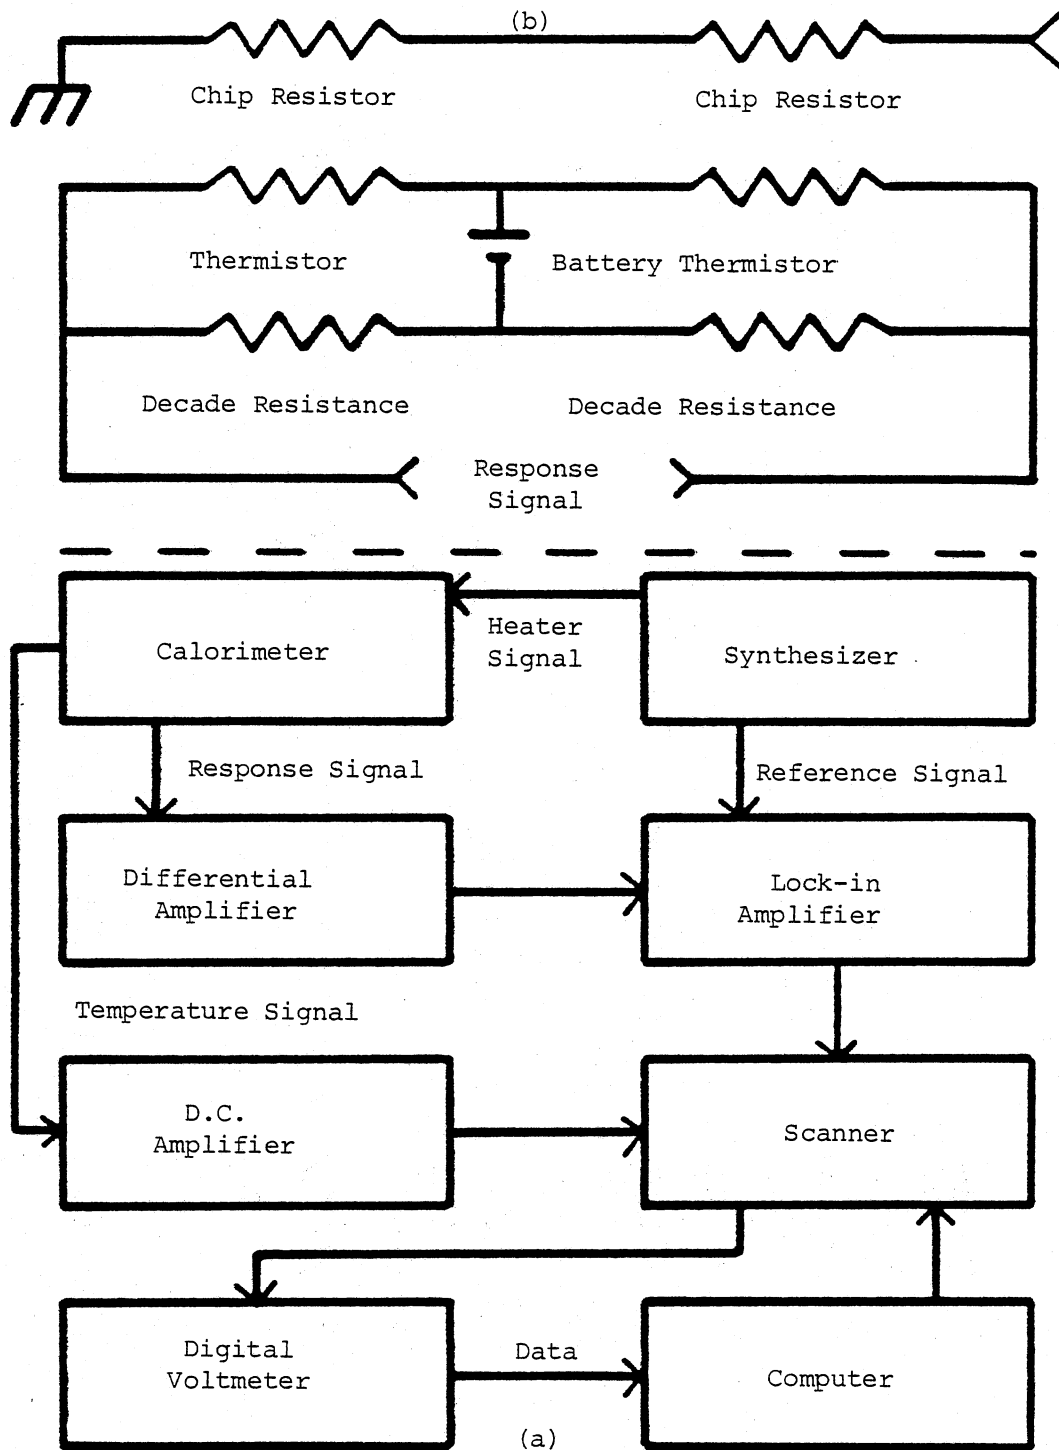 (b)
Chip Resistor
Chip Resistor
Thermistor
Battery Thermistor
Decade Resistance
Decade Resistance
Response
Signal
Calorimeter
Heater
Signal
Synthesizer
Response Signal
Reference Signal
Differential
Amplifier
Lock-in
Amplifier
Temperature Signal
D.C.
Amplifier
Scanner
Digital
Voltmeter
Data
Computer
(a)